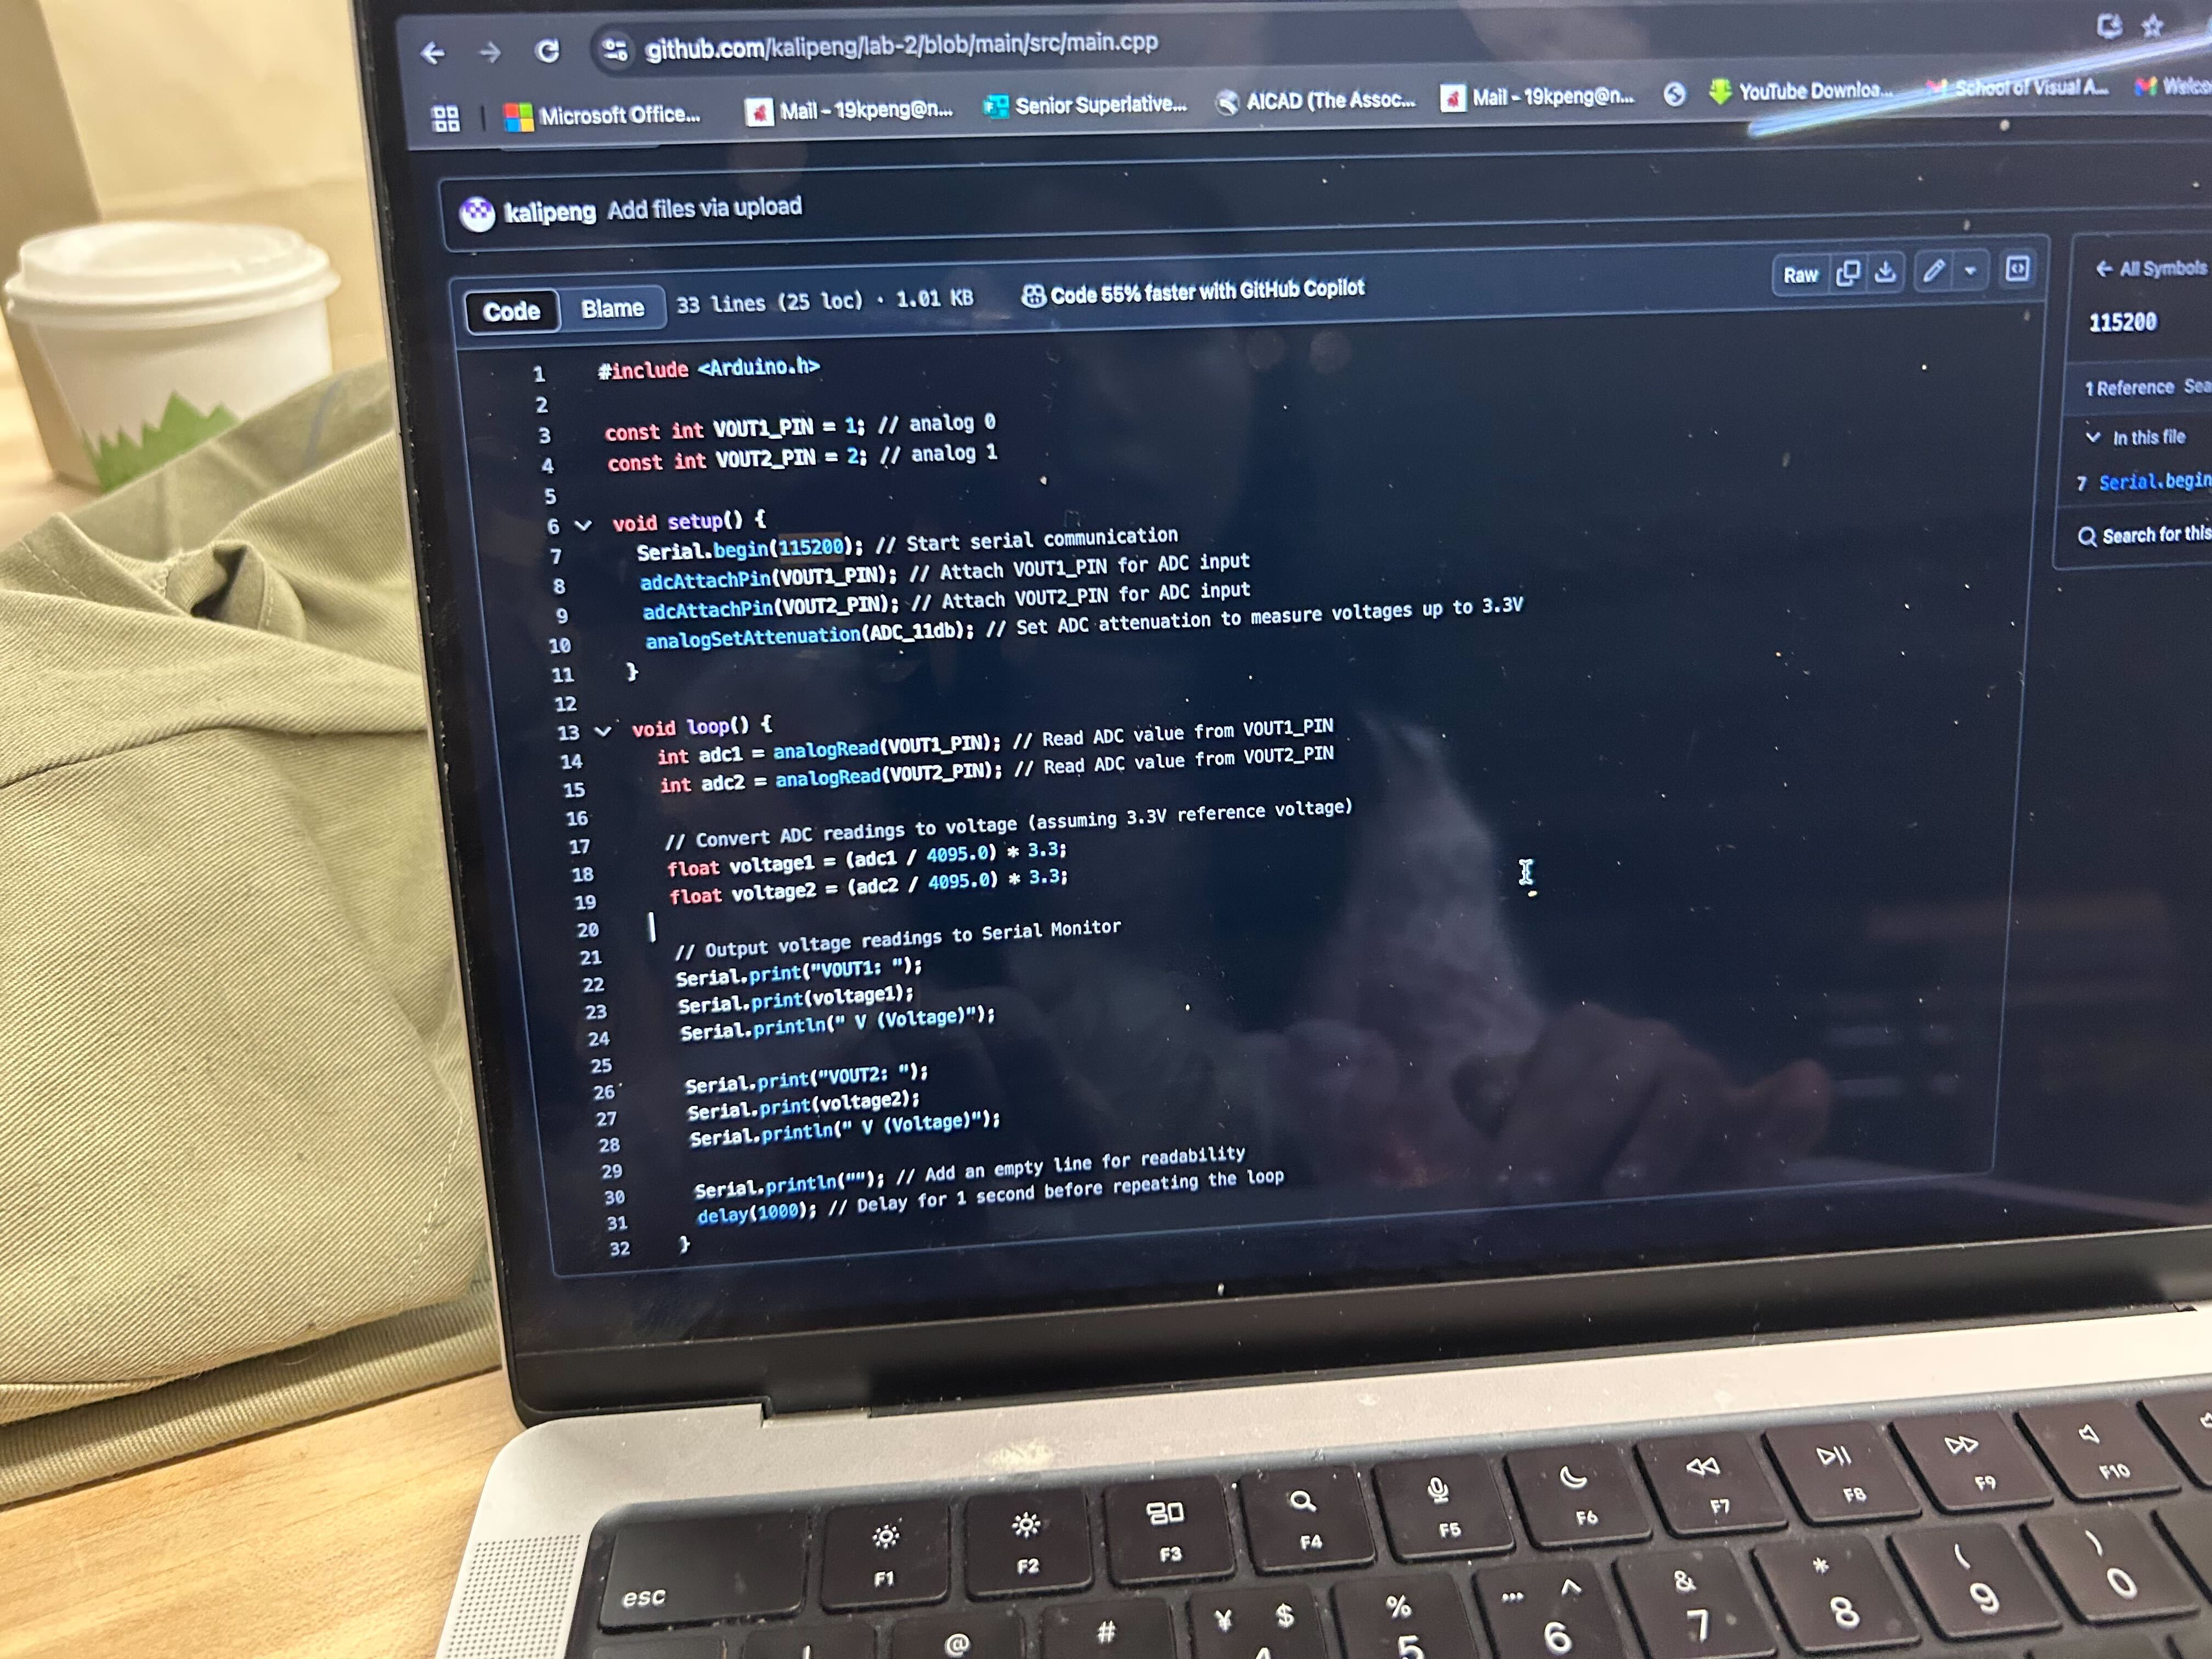 github.com/kalipeng/lab-2/blob/main/src/main.cpp
Microsoft Office... Mail – 19kpeng@n... Senior Superlative... AICAD (The Assoc... Mail – 19kpeng@n... YouTube Downloa... School of Visual A... Welco
kalipeng Add files via upload
Code Blame 33 lines (25 loc) · 1.01 KB Code 55% faster with GitHub Copilot Raw
All Symbols
115200
1 Reference Sea
In this file
7 Serial.begin
Search for this
1 #include <Arduino.h>
2
3 const int VOUT1_PIN = 1; // analog 0
4 const int VOUT2_PIN = 2; // analog 1
5
6 void setup() {
7 Serial.begin(115200); // Start serial communication
8 adcAttachPin(VOUT1_PIN); // Attach VOUT1_PIN for ADC input
9 adcAttachPin(VOUT2_PIN); // Attach VOUT2_PIN for ADC input
10 analogSetAttenuation(ADC_11db); // Set ADC attenuation to measure voltages up to 3.3V
11 }
12
13 void loop() {
14 int adc1 = analogRead(VOUT1_PIN); // Read ADC value from VOUT1_PIN
15 int adc2 = analogRead(VOUT2_PIN); // Read ADC value from VOUT2_PIN
16
17 // Convert ADC readings to voltage (assuming 3.3V reference voltage)
18 float voltage1 = (adc1 / 4095.0) * 3.3;
19 float voltage2 = (adc2 / 4095.0) * 3.3;
20
21 // Output voltage readings to Serial Monitor
22 Serial.print("VOUT1: ");
23 Serial.print(voltage1);
24 Serial.println(" V (Voltage)");
25
26 Serial.print("VOUT2: ");
27 Serial.print(voltage2);
28 Serial.println(" V (Voltage)");
29
30 Serial.println(""); // Add an empty line for readability
31 delay(1000); // Delay for 1 second before repeating the loop
32 }
esc F1 F2 F3 F4 F5 F6 F7 F8 F9 F10
! @ # ¥ $ % … ^ & * ( )
4 5 6 7 8 9 0